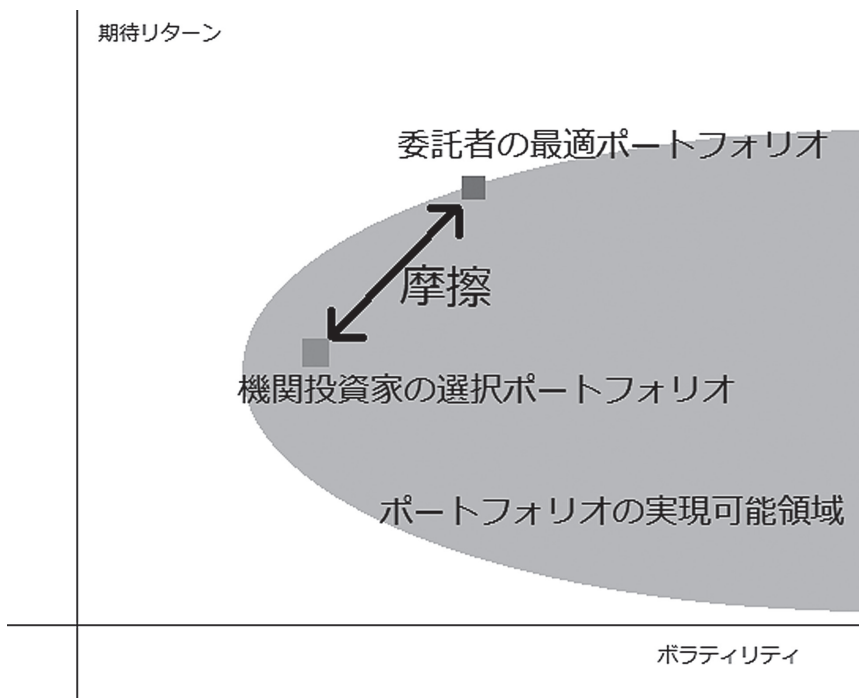 期待リターン
委託者の最適ポートフォリオ
摩擦
機関投資家の選択ポートフォリオ
ポートフォリオの実現可能領域
ボラティリティ